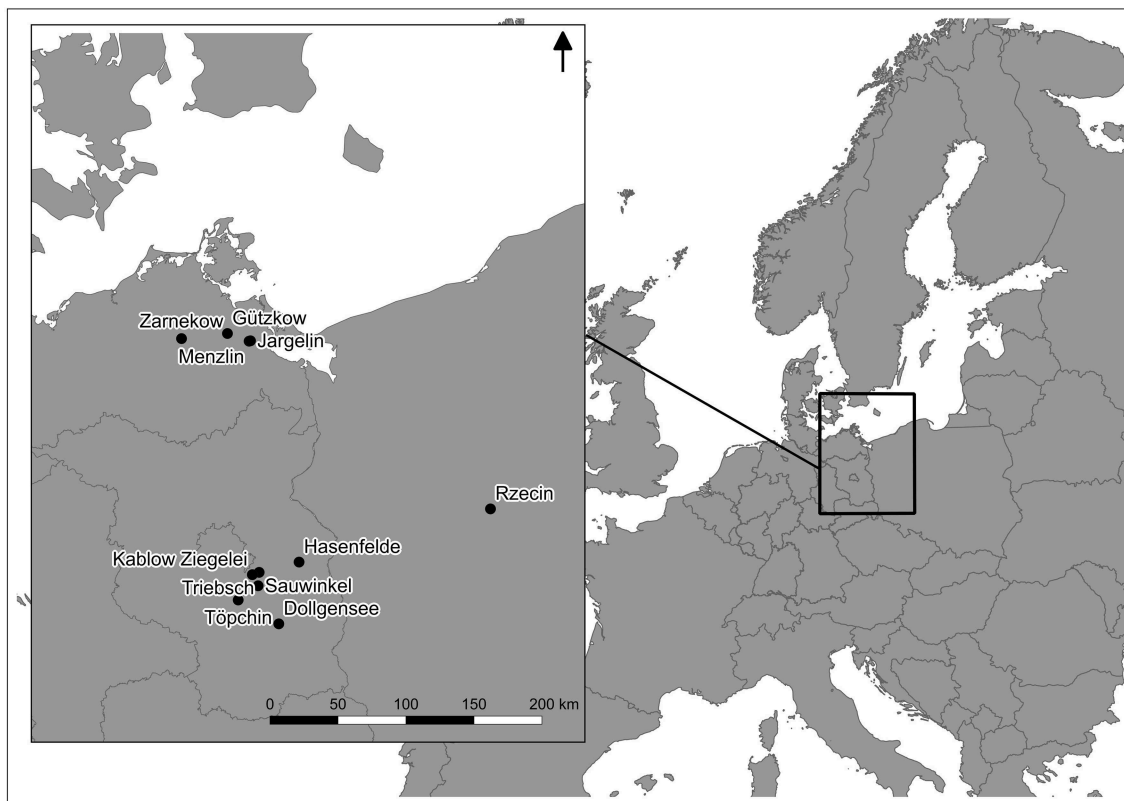 Zarnekow
Gützkow
Menzlin
Jargelin
Rzecin
Kablow Ziegelei
Hasenfelde
Triebsch
Sauwinkel
Töpchin
Dollgensee
0 50 100 150 200 km